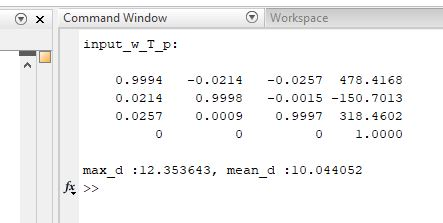 Command Window
Workspace
input_w_T_p:
0.9994 -0.0214 -0.0257 478.4168
0.0214 0.9998 -0.0015 -150.7013
0.0257 0.0009 0.9997 318.4602
0 0 0 1.0000
max_d :12.353643, mean_d :10.044052
fx >>